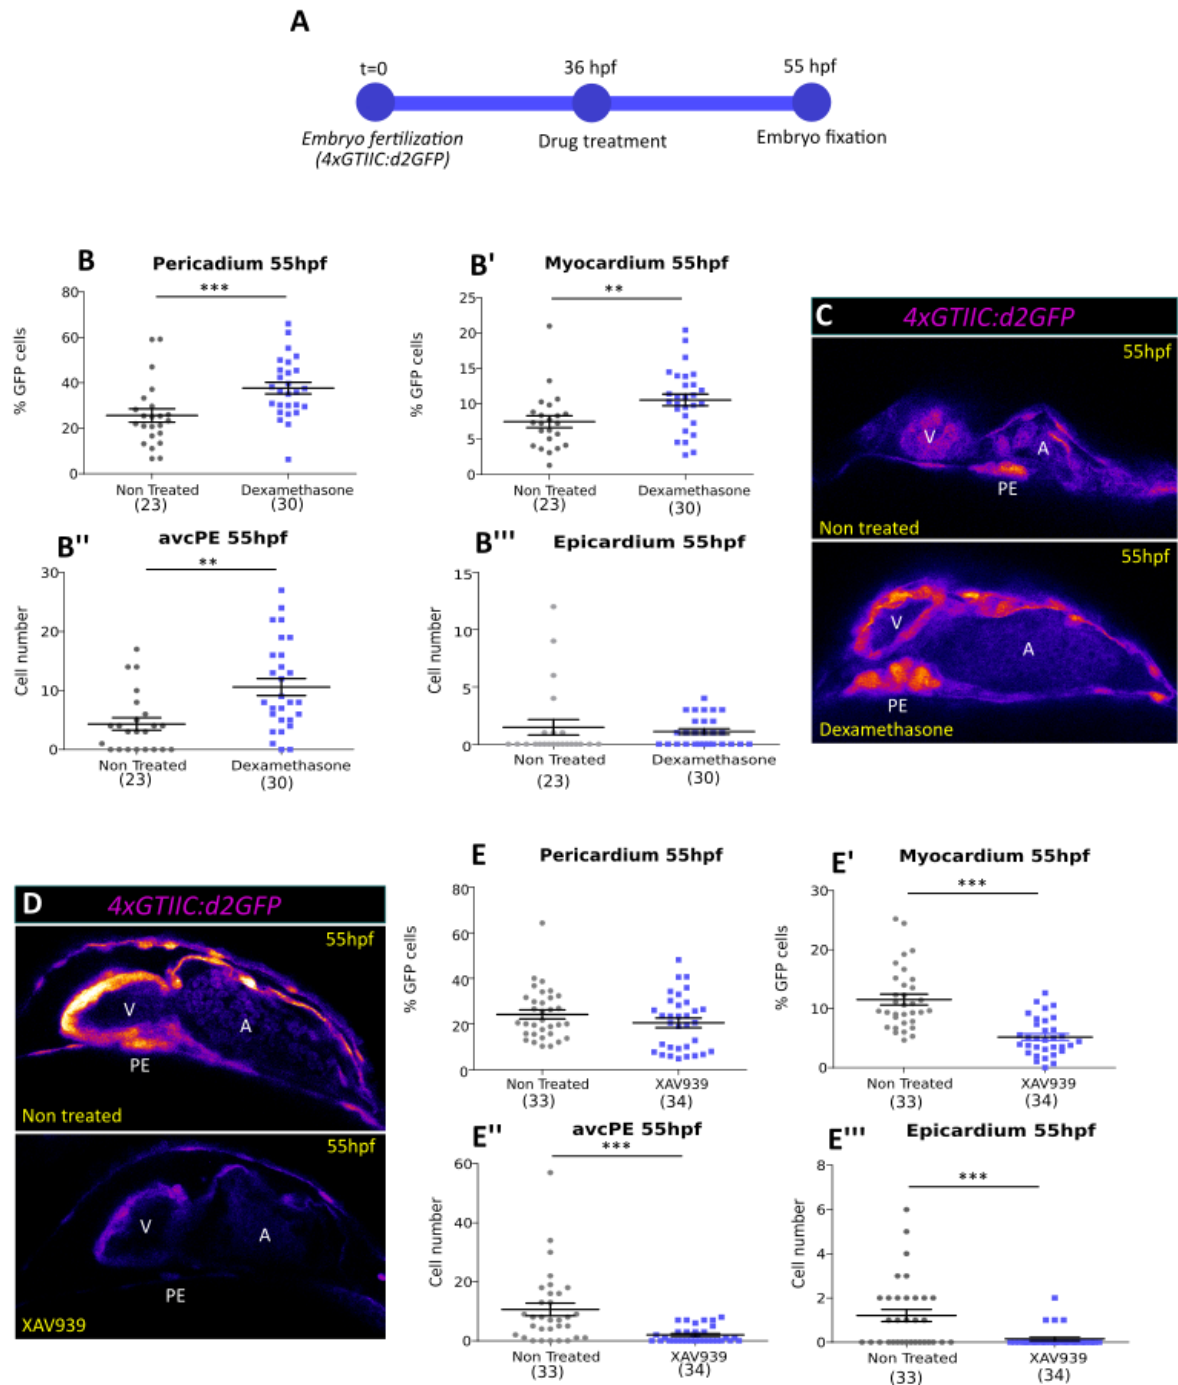 A
t=0
36 hpf
55 hpf
Embryo fertilization
(4xGTIIC:d2GFP)
Drug treatment
Embryo fixation
B
Pericadium 55hpf
***
80
60
40
20
0
% GFP cells
Non Treated
(23)
Dexamethasone
(30)
B'
Myocardium 55hpf
**
25
20
15
10
5
0
% GFP cells
Non Treated
(23)
Dexamethasone
(30)
B''
avcPE 55hpf
**
30
20
10
0
Cell number
Non Treated
(23)
Dexamethasone
(30)
B'''
Epicardium 55hpf
15
10
5
0
Cell number
Non Treated
(23)
Dexamethasone
(30)
C
4xGTIIC:d2GFP
55hpf
V
A
PE
Non treated
55hpf
V
A
PE
Dexamethasone
D
4xGTIIC:d2GFP
55hpf
V
A
PE
Non treated
55hpf
V
A
PE
XAV939
E
Pericardium 55hpf
80
60
40
20
0
% GFP cells
Non Treated
(33)
XAV939
(34)
E'
Myocardium 55hpf
***
30
20
10
0
% GFP cells
Non Treated
(33)
XAV939
(34)
E''
avcPE 55hpf
***
60
40
20
0
Cell number
Non Treated
(33)
XAV939
(34)
E'''
Epicardium 55hpf
***
8
6
4
2
0
Cell number
Non Treated
(33)
XAV939
(34)